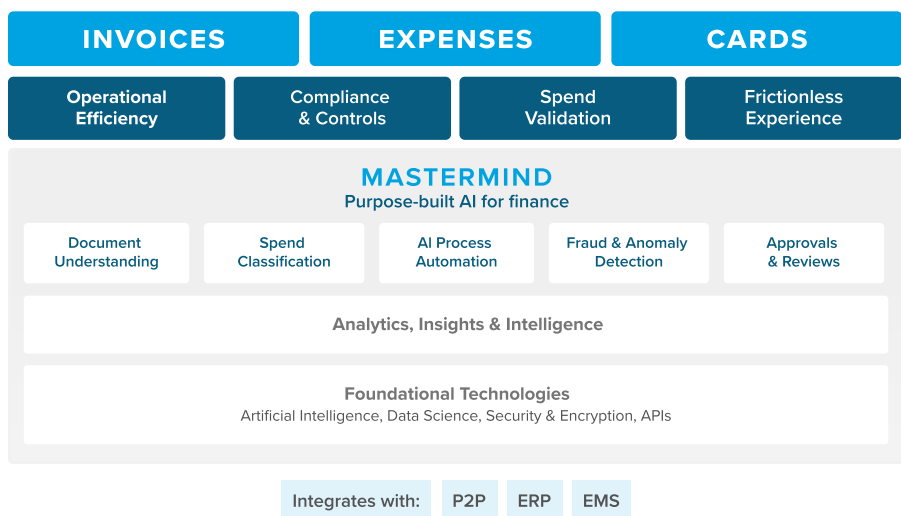 INVOICES
EXPENSES
CARDS
Operational
Efficiency
Compliance
& Controls
Spend
Validation
Frictionless
Experience
MASTERMIND
Purpose-built AI for finance
Document
Understanding
Spend
Classification
AI Process
Automation
Fraud & Anomaly
Detection
Approvals
& Reviews
Analytics, Insights & Intelligence
Foundational Technologies
Artificial Intelligence, Data Science, Security & Encryption, APIs
Integrates with:
P2P
ERP
EMS